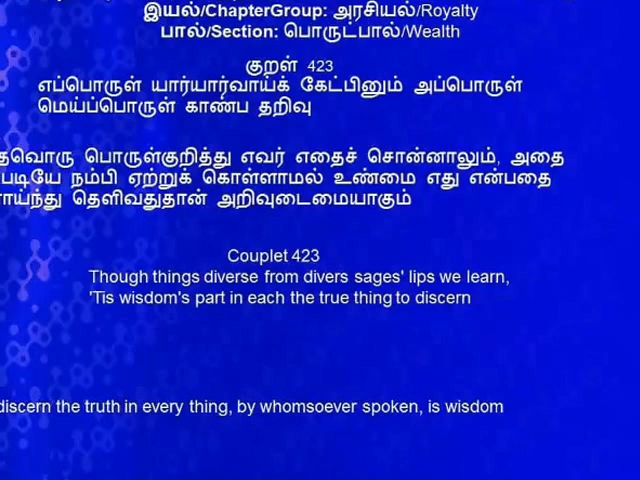 இயல்/ChapterGroup: அரசியல்/Royalty
பால்/Section: பொருட்பால்/Wealth
குறள் 423
எப்பொருள் யார்யார்வாய்க் கேட்பினும் அப்பொருள்
மெய்ப்பொருள் காண்ப தறிவு
வொரு பொருள்குறித்து எவர் எதைச் சொன்னாலும், அதை
படியே நம்பி ஏற்றுக் கொள்ளாமல் உண்மை எது என்பதை
ராய்ந்து தெளிவதுதான் அறிவுடைமையாகும்
Couplet 423
Though things diverse from divers sages' lips we learn,
'Tis wisdom's part in each the true thing to discern
discern the truth in every thing, by whomsoever spoken, is wisdom